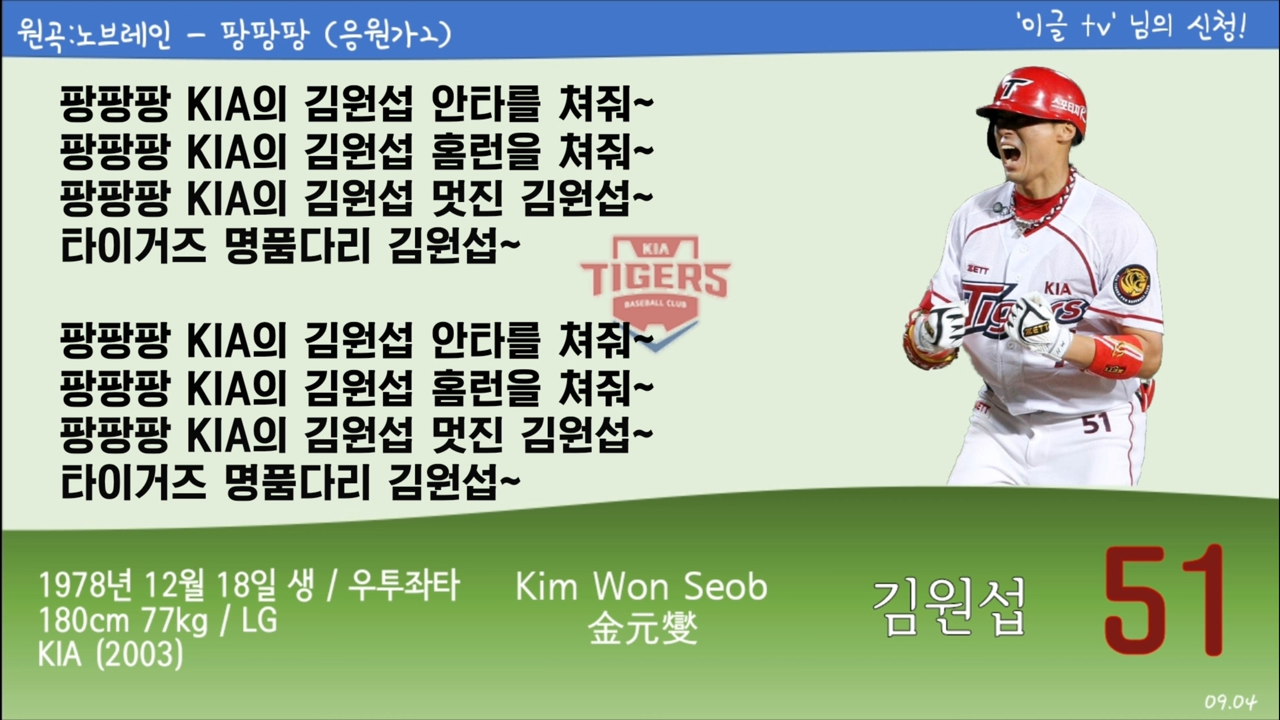 원곡:노브레인 - 팡팡팡 (응원가2)
'이글 tv' 님의 신청!
팡팡팡 KIA의 김원섭 안타를 쳐줘~
팡팡팡 KIA의 김원섭 홈런을 쳐줘~
팡팡팡 KIA의 김원섭 멋진 김원섭~
타이거즈 명품다리 김원섭~
KIA
TIGERS
BASEBALL CLUB
팡팡팡 KIA의 김원섭 안타를 쳐줘~
팡팡팡 KIA의 김원섭 홈런을 쳐줘~
팡팡팡 KIA의 김원섭 멋진 김원섭~
타이거즈 명품다리 김원섭~
T
ZETT
KIA
Tigers
ZETT
ZETT
51
1978년 12월 18일 생 / 우투좌타
180cm 77kg / LG
KIA (2003)
Kim Won Seob
金元燮
김원섭
51
09.04